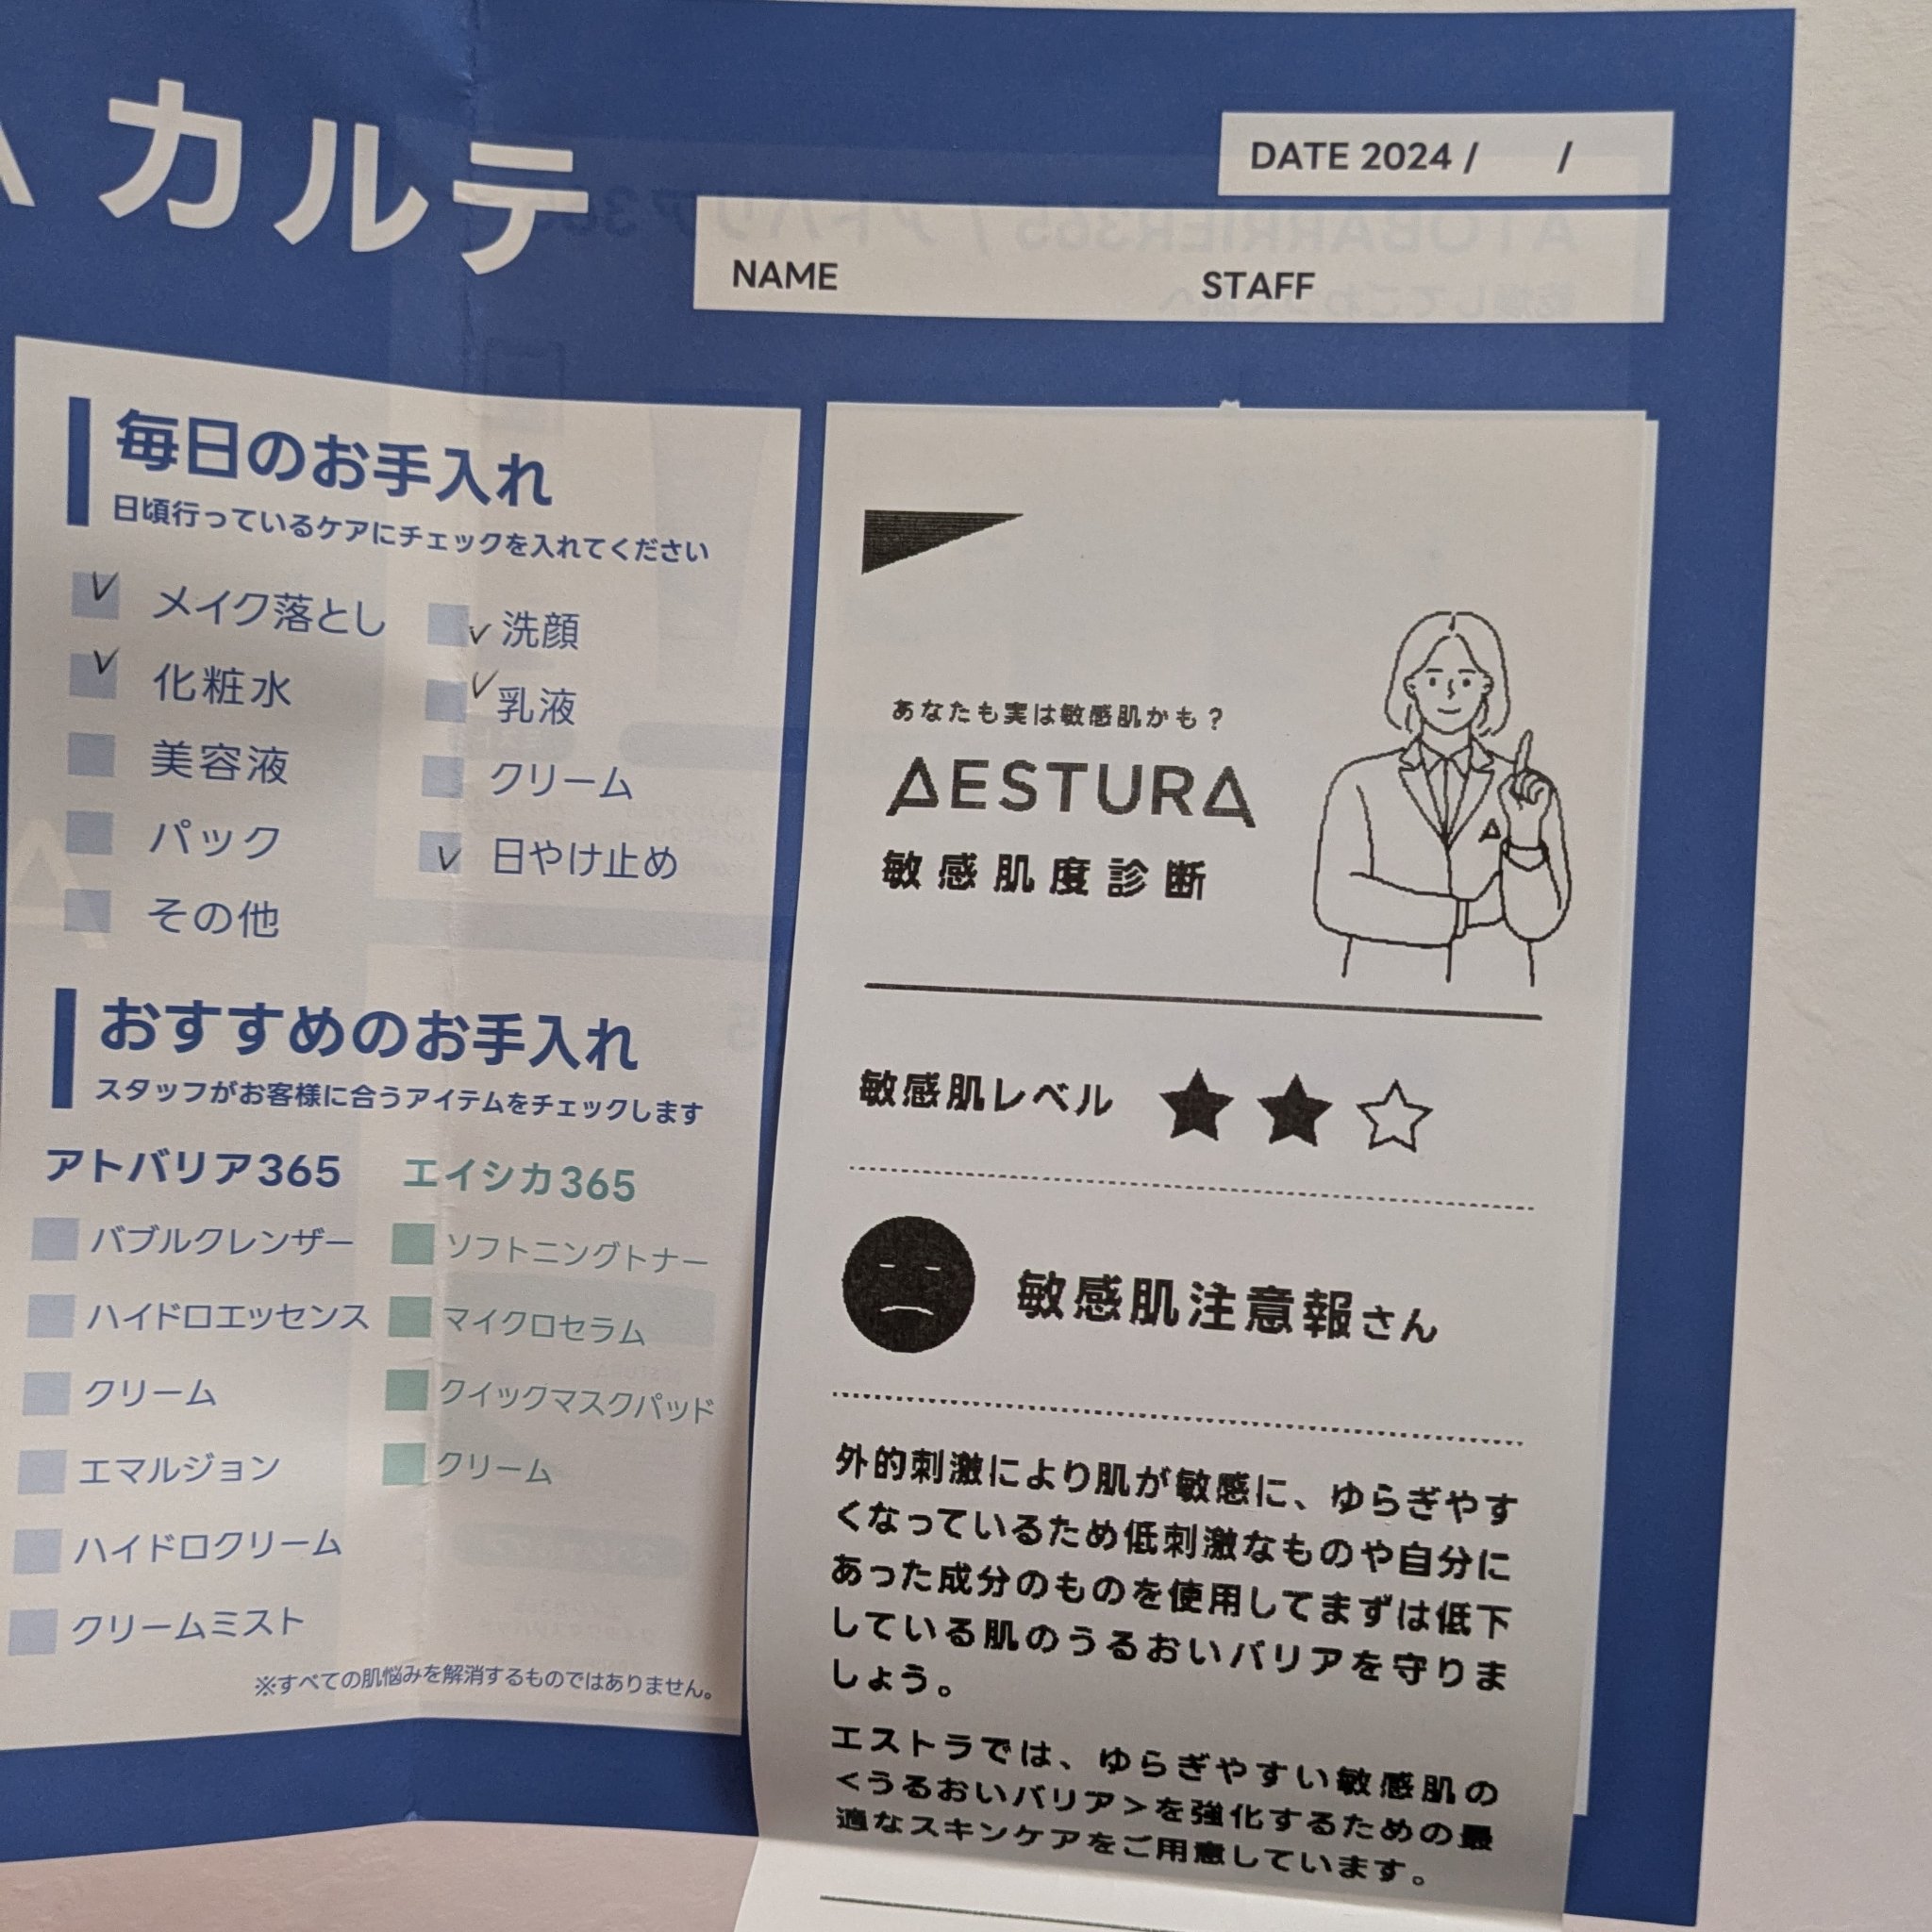 カルテ
DATE 2024 / /
NAME
STAFF
毎日のお手入れ
日頃行っているケアにチェックを入れてください
メイク落とし
洗顔
化粧水
乳液
美容液
クリーム
パック
日やけ止め
その他
おすすめのお手入れ
スタッフがお客様に合うアイテムをチェックします
アトバリア365
バブルクレンザー
ハイドロエッセンス
クリーム
エマルジョン
ハイドロクリーム
クリームミスト
エイシカ365
ソフトニングトナー
マイクロセラム
クイックマスクパッド
クリーム
※すべての肌悩みを解消するものではありません。
あなたも実は敏感肌かも？
AESTURA
敏感肌度診断
敏感肌レベル ★★☆
敏感肌注意報さん
外的刺激により肌が敏感に、ゆらぎやす
くなっているため低刺激なものや自分に
あった成分のものを使用してまずは低下
している肌のうるおいバリアを守りま
しょう。
エストラでは、ゆらぎやすい敏感肌の
＜うるおいバリア＞を強化するための最
適なスキンケアをご用意しています。